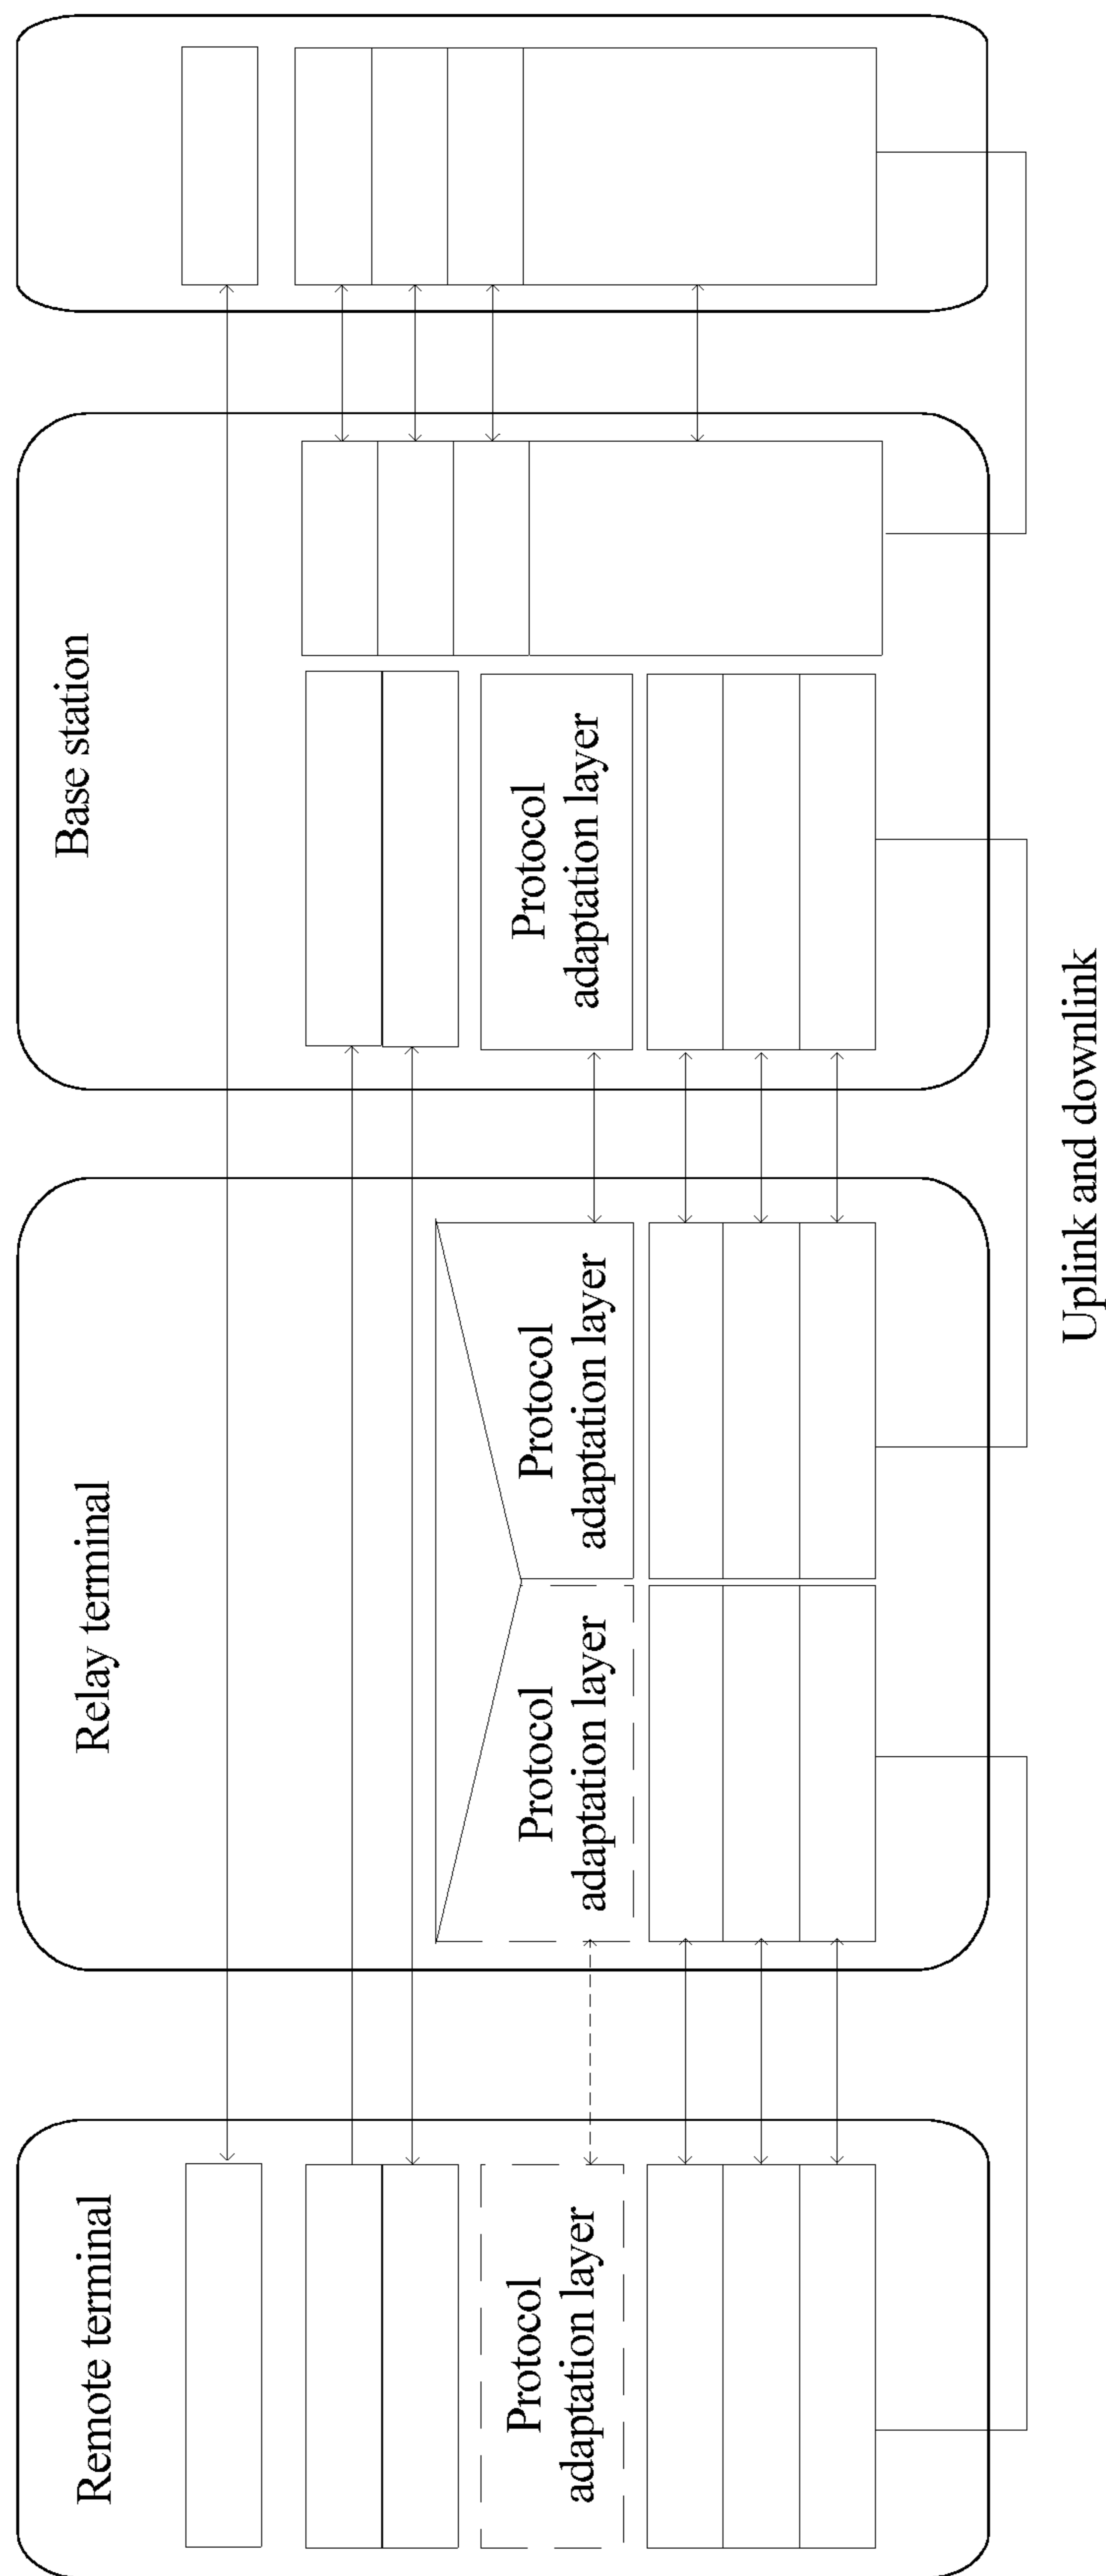 Remote terminal
Relay terminal
Base station
Protocol
adaptation layer
Protocol
adaptation layer
Protocol
adaptation layer
Protocol
adaptation layer
Uplink and downlink